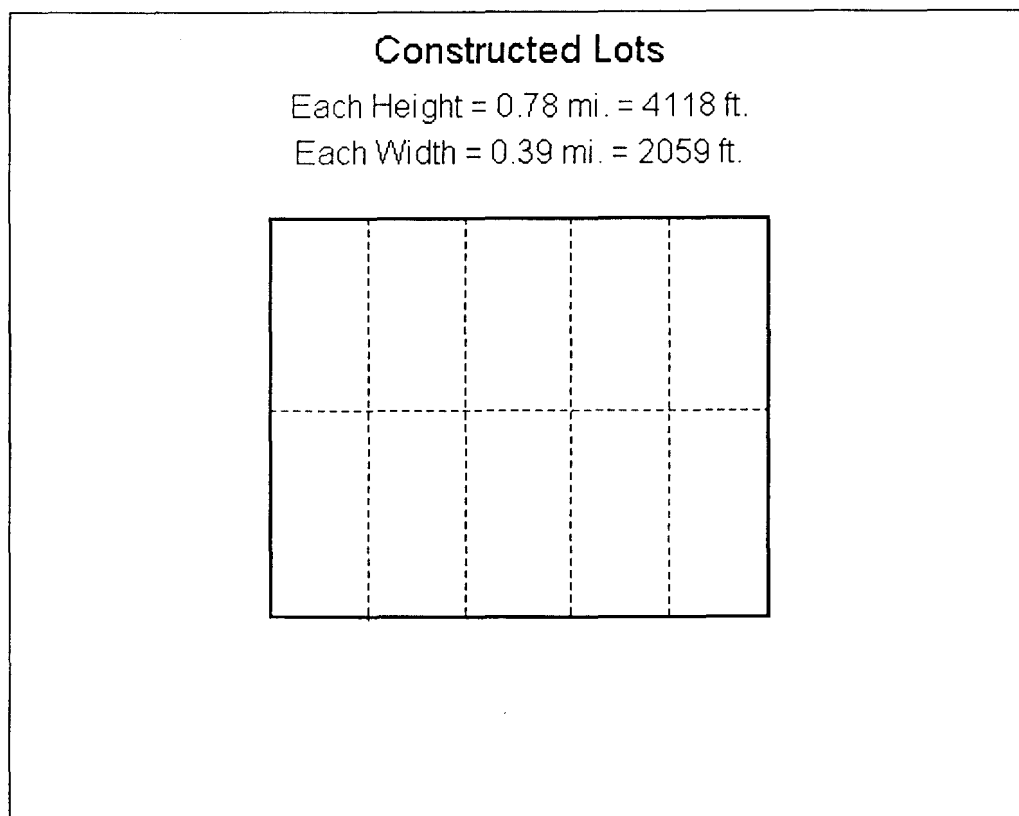 Constructed Lots
Each Height = 0.78 mi. = 4118 ft.
Each Width = 0.39 mi. = 2059 ft.